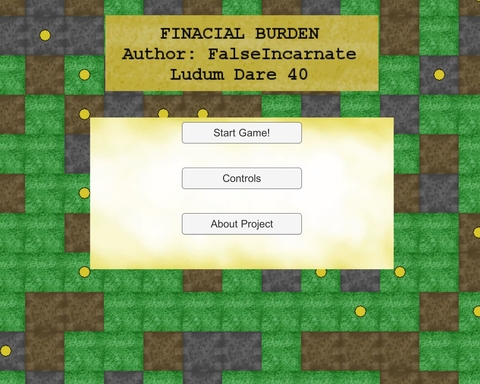 FINACIAL BURDEN
Author: FalseIncarnate
Ludum Dare 40
Start Game!
Controls
About Project